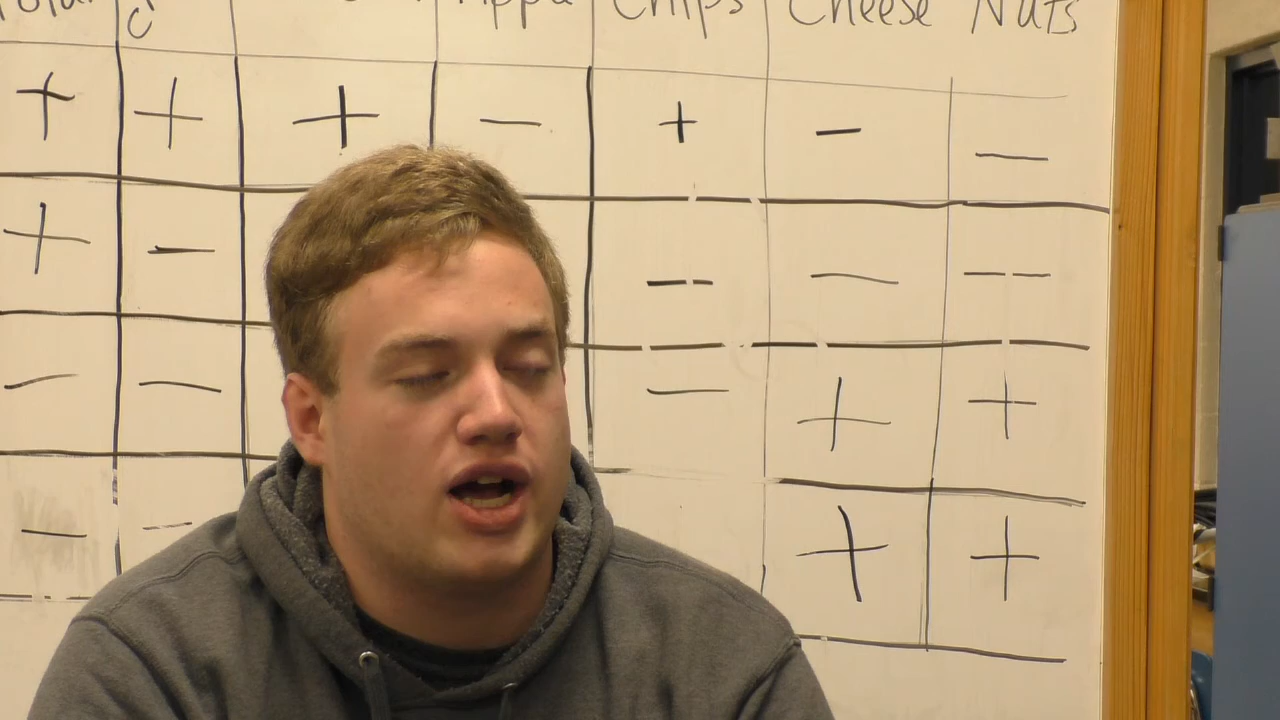 Chips Cheese Nuts
+ + + − + − −
+ − − − −
− − − + +
− − + +